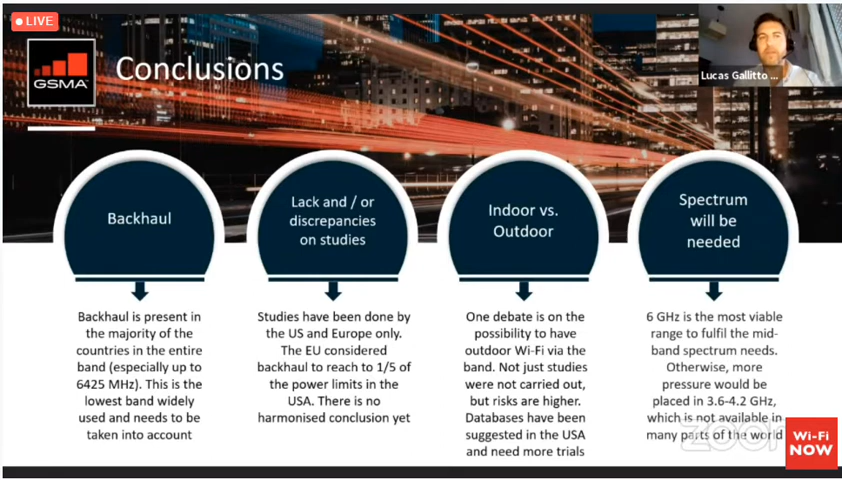 LIVE
GSMA™
Conclusions
Lucas Gallitto ...
Backhaul
Lack and / or
discrepancies
on studies
Indoor vs.
Outdoor
Spectrum
will be
needed
Backhaul is present in
the majority of the
countries in the entire
band (especially up to
6425 MHz). This is the
lowest band widely
used and needs to be
taken into account
Studies have been done by
the US and Europe only.
The EU considered
backhaul to reach to 1/5 of
the power limits in the
USA. There is no
harmonised conclusion yet
One debate is on the
possibility to have
outdoor Wi-Fi via the
band. Not just studies
were not carried out,
but risks are higher.
Databases have been
suggested in the USA
and need more trials
6 GHz is the most viable
range to fulfil the mid-
band spectrum needs.
Otherwise, more
pressure would be
placed in 3.6-4.2 GHz,
which is not available in
many parts of the world
zoom
Wi-Fi
NOW